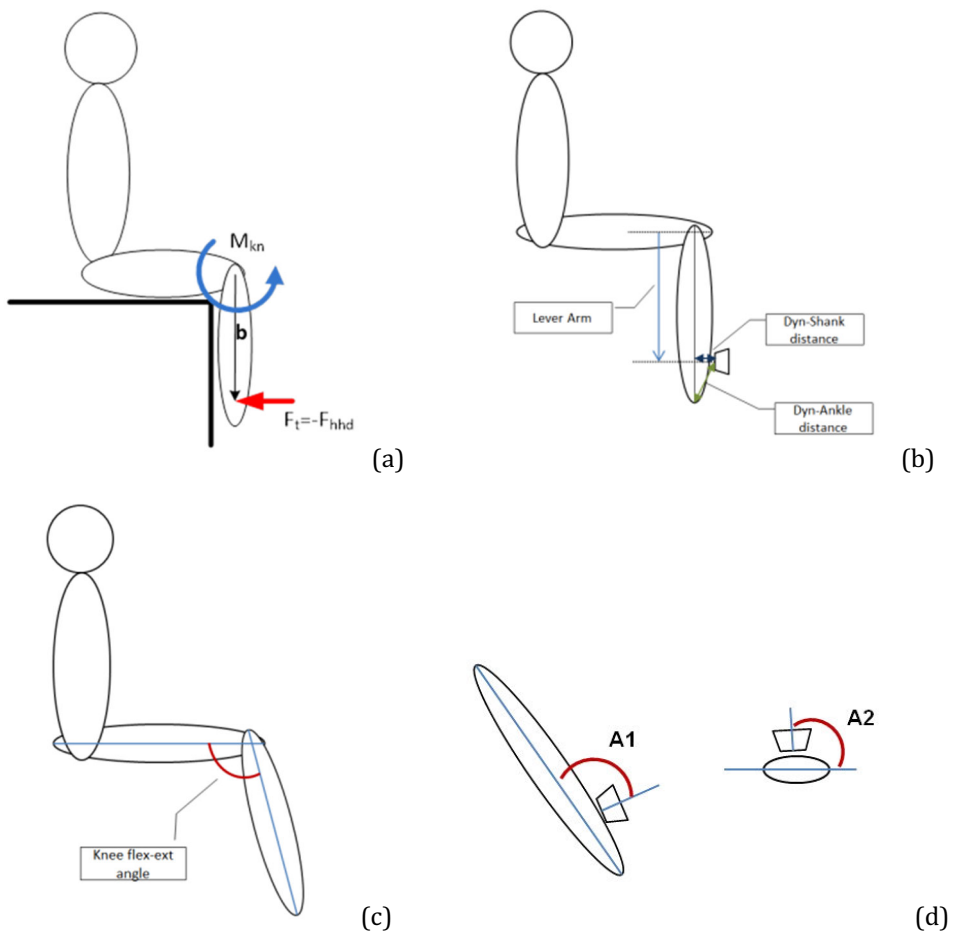 M_kn
b
F_t=-F_hhd
(a)
Lever Arm
Dyn-Shank
distance
Dyn-Ankle
distance
(b)
Knee flex-ext
angle
(c)
A1
A2
(d)